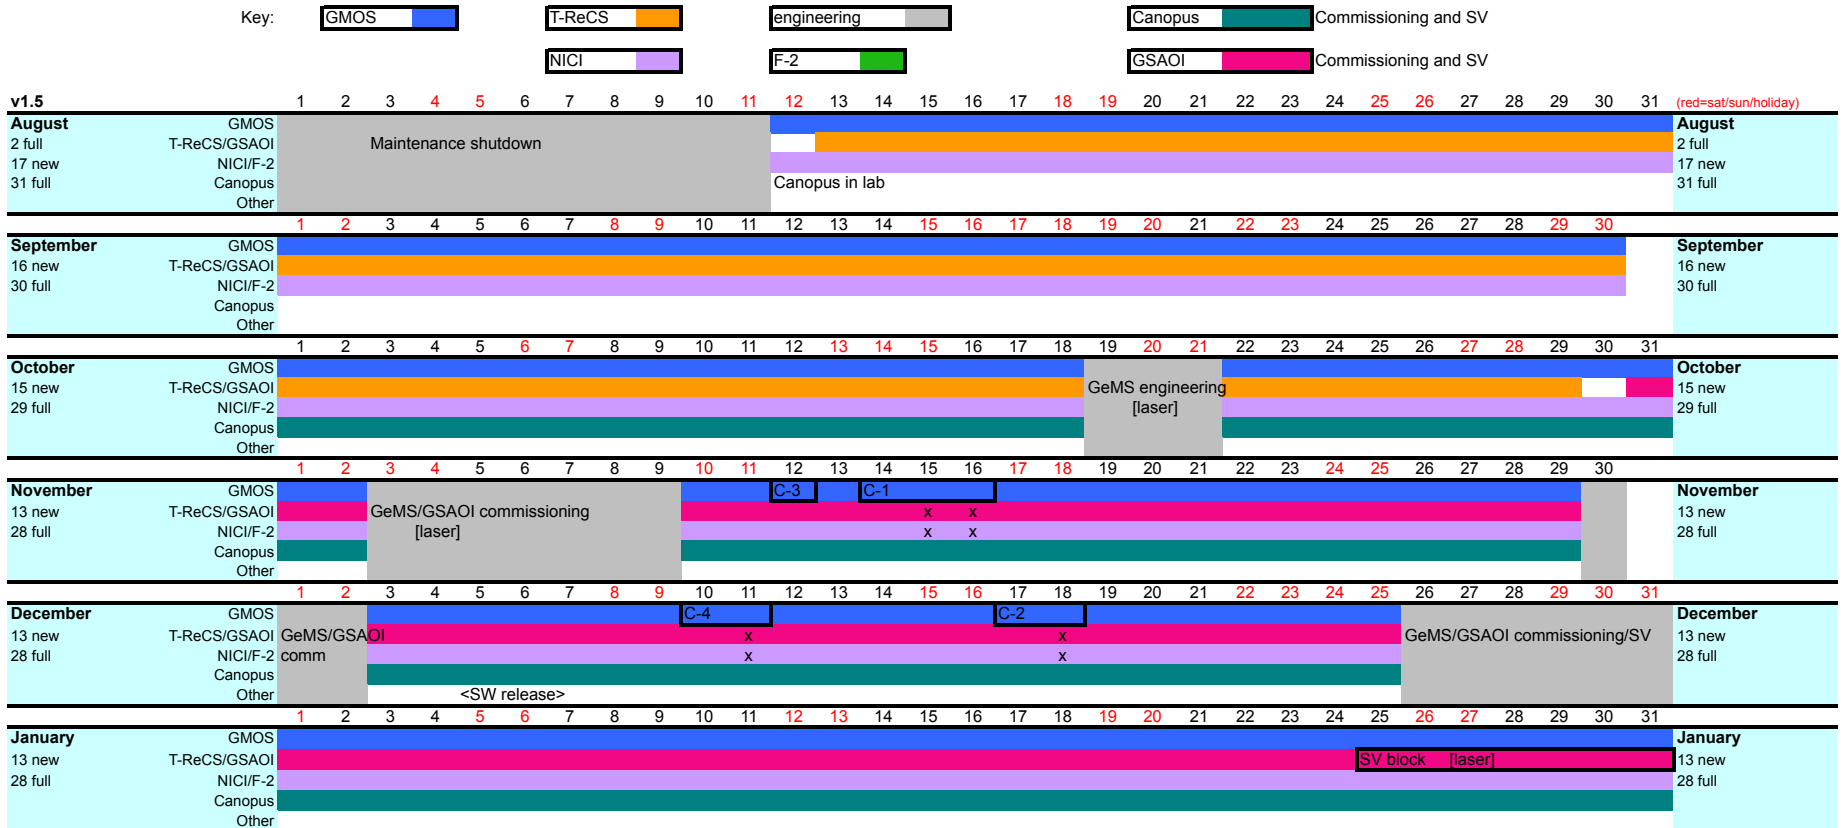 Key: GMOS T-ReCS engineering Canopus Commissioning and SV
NICI F-2 GSAOI Commissioning and SV
v1.5 1 2 3 4 5 6 7 8 9 10 11 12 13 14 15 16 17 18 19 20 21 22 23 24 25 26 27 28 29 30 31 (red=sat/sun/holiday)
August GMOS August
2 full T-ReCS/GSAOI Maintenance shutdown 2 full
17 new NICI/F-2 17 new
31 full Canopus Canopus in lab 31 full
Other
1 2 3 4 5 6 7 8 9 10 11 12 13 14 15 16 17 18 19 20 21 22 23 24 25 26 27 28 29 30
September GMOS September
16 new T-ReCS/GSAOI 16 new
30 full NICI/F-2 30 full
Canopus
Other
1 2 3 4 5 6 7 8 9 10 11 12 13 14 15 16 17 18 19 20 21 22 23 24 25 26 27 28 29 30 31
October GMOS October
15 new T-ReCS/GSAOI GeMS engineering 15 new
29 full NICI/F-2 [laser] 29 full
Canopus
Other
1 2 3 4 5 6 7 8 9 10 11 12 13 14 15 16 17 18 19 20 21 22 23 24 25 26 27 28 29 30
November GMOS C-3 C-1 November
13 new T-ReCS/GSAOI GeMS/GSAOI commissioning x x 13 new
28 full NICI/F-2 [laser] x x 28 full
Canopus
Other
1 2 3 4 5 6 7 8 9 10 11 12 13 14 15 16 17 18 19 20 21 22 23 24 25 26 27 28 29 30 31
December GMOS C-4 C-2 December
13 new T-ReCS/GSAOI GeMS/GSAOI x x GeMS/GSAOI commissioning/SV 13 new
28 full NICI/F-2 comm x x 28 full
Canopus
Other <SW release>
1 2 3 4 5 6 7 8 9 10 11 12 13 14 15 16 17 18 19 20 21 22 23 24 25 26 27 28 29 30 31
January GMOS January
13 new T-ReCS/GSAOI SV block [laser] 13 new
28 full NICI/F-2 28 full
Canopus
Other